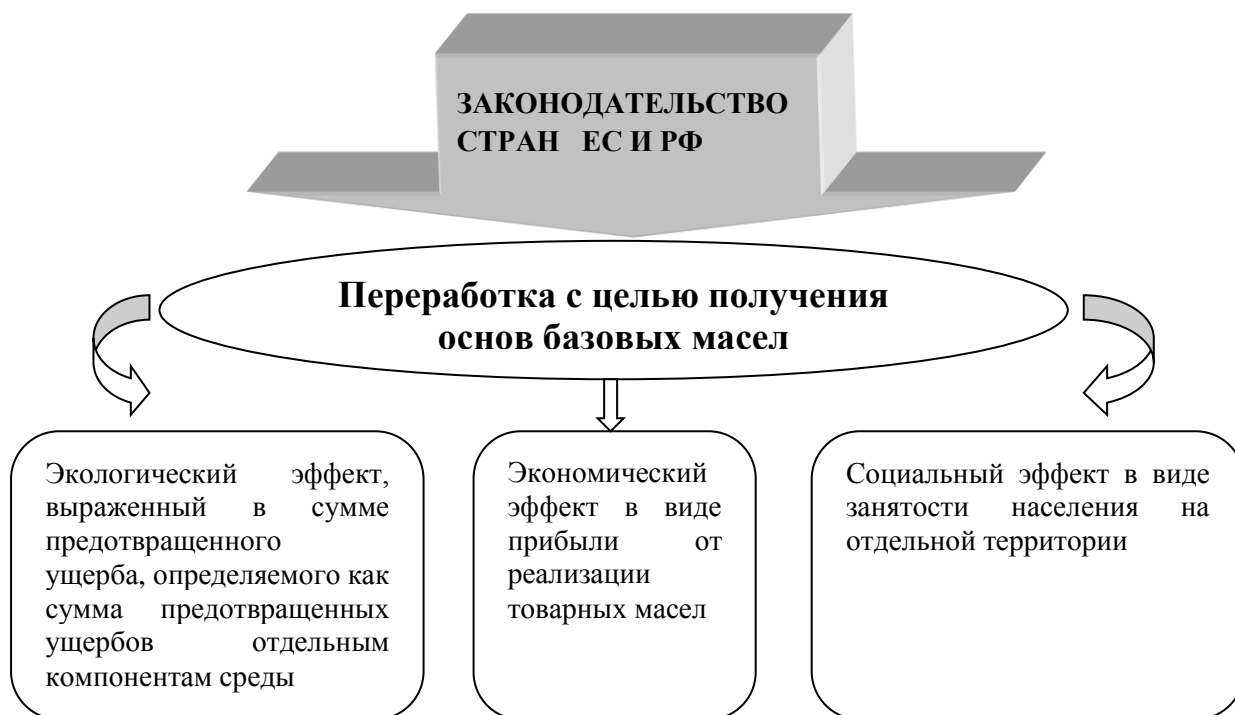 ЗАКОНОДАТЕЛЬСТВО
СТРАН ЕС И РФ
Переработка с целью получения
основ базовых масел
Экологический эффект,
выраженный в сумме
предотвращенного
ущерба, определяемого как
сумма предотвращенных
ущербов отдельным
компонентам среды
Экономический
эффект в виде
прибыли от
реализации
товарных масел
Социальный эффект в виде
занятости населения на
отдельной территории